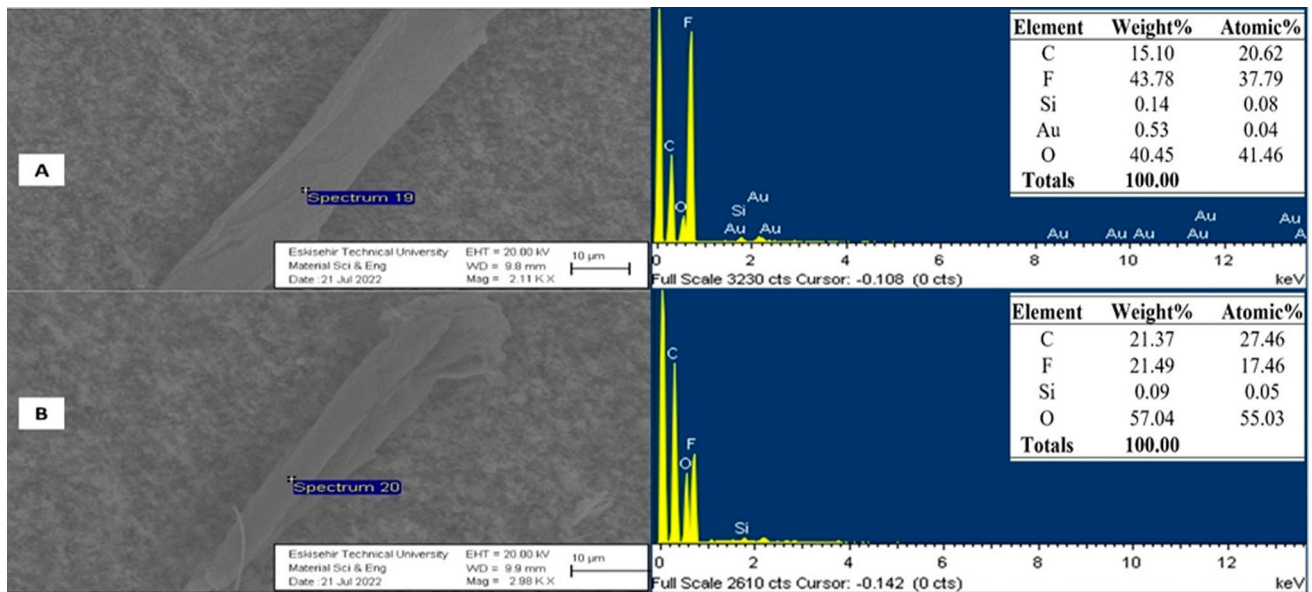 A
Spectrum 19
Eskisehir Technical University EHT = 20.00 kV 10 µm
Material Sci & Eng WD = 9.8 mm
Date :21 Jul 2022 Mag = 2.11 K X
F
C
O
Si
Au
Au
Au
Au
Au
Au
Au
Au
Au
A
0 2 4 6 8 10 12
Full Scale 3230 cts Cursor: -0.108 (0 cts) keV
Element Weight% Atomic%
C 15.10 20.62
F 43.78 37.79
Si 0.14 0.08
Au 0.53 0.04
O 40.45 41.46
Totals 100.00
B
Spectrum 20
Eskisehir Technical University EHT = 20.00 kV 10 µm
Material Sci & Eng WD = 9.9 mm
Date :21 Jul 2022 Mag = 2.98 K X
C
F
O
Si
0 2 4 6 8 10 12
Full Scale 2610 cts Cursor: -0.142 (0 cts) keV
Element Weight% Atomic%
C 21.37 27.46
F 21.49 17.46
Si 0.09 0.05
O 57.04 55.03
Totals 100.00